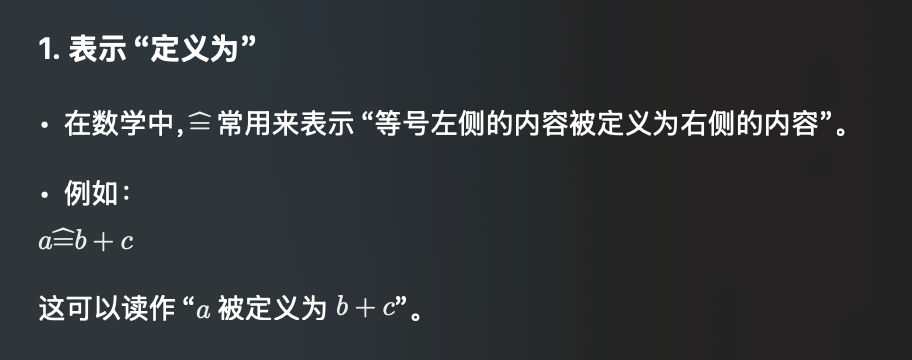 1. 表示 “定义为”
• 在数学中, ≘ 常用来表示 “等号左侧的内容被定义为右侧的内容”。
• 例如：
a≘b + c
这可以读作 “a 被定义为 b + c”。